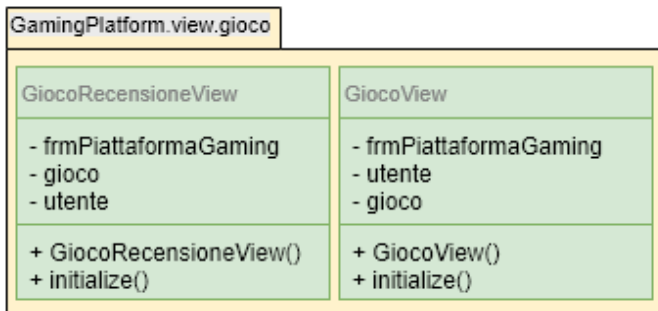 GamingPlatform.view.gioco
GiocoRecensioneView
- frmPiattaformaGaming
- gioco
- utente
+ GiocoRecensioneView()
+ initialize()
GiocoView
- frmPiattaformaGaming
- utente
- gioco
+ GiocoView()
+ initialize()